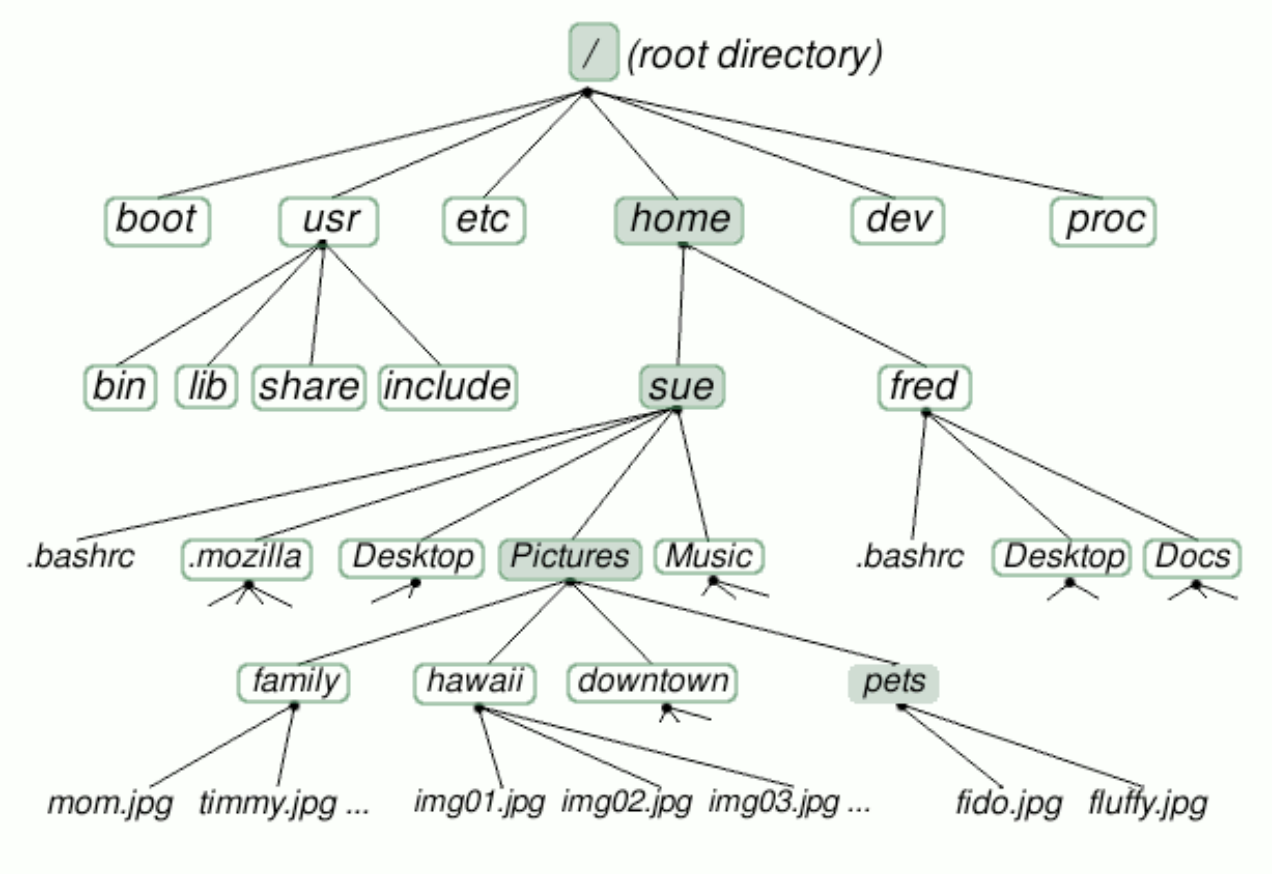 / (root directory)
boot usr etc home dev proc
bin lib share include sue fred
.bashrc .mozilla Desktop Pictures Music .bashrc Desktop Docs
family hawaii downtown pets
mom.jpg timmy.jpg ... img01.jpg img02.jpg img03.jpg ... fido.jpg fluffy.jpg